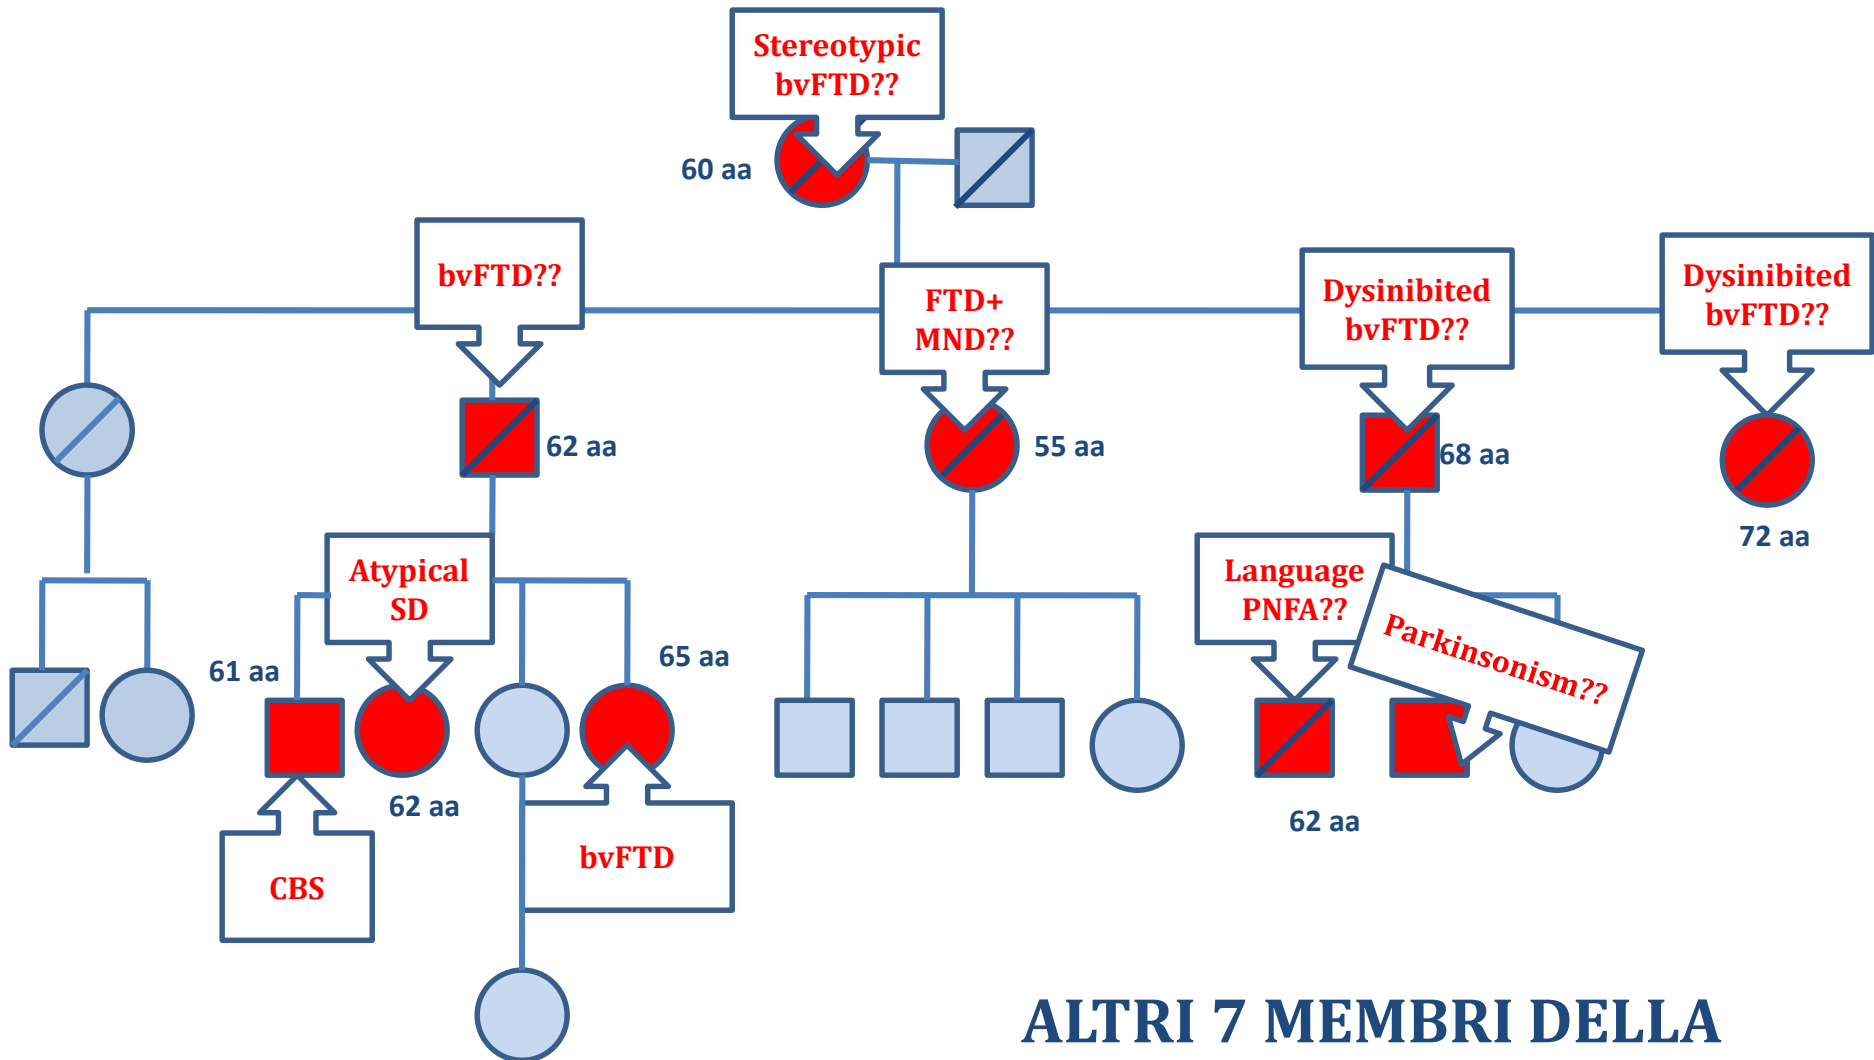 Stereotypic
bvFTD??
60 aa
bvFTD??
FTD+
MND??
Dysinibited
bvFTD??
Dysinibited
bvFTD??
62 aa
55 aa
68 aa
72 aa
Atypical
SD
Language
PNFA??
Parkinsonism??
61 aa
65 aa
62 aa
62 aa
CBS
bvFTD
ALTRI 7 MEMBRI DELLA